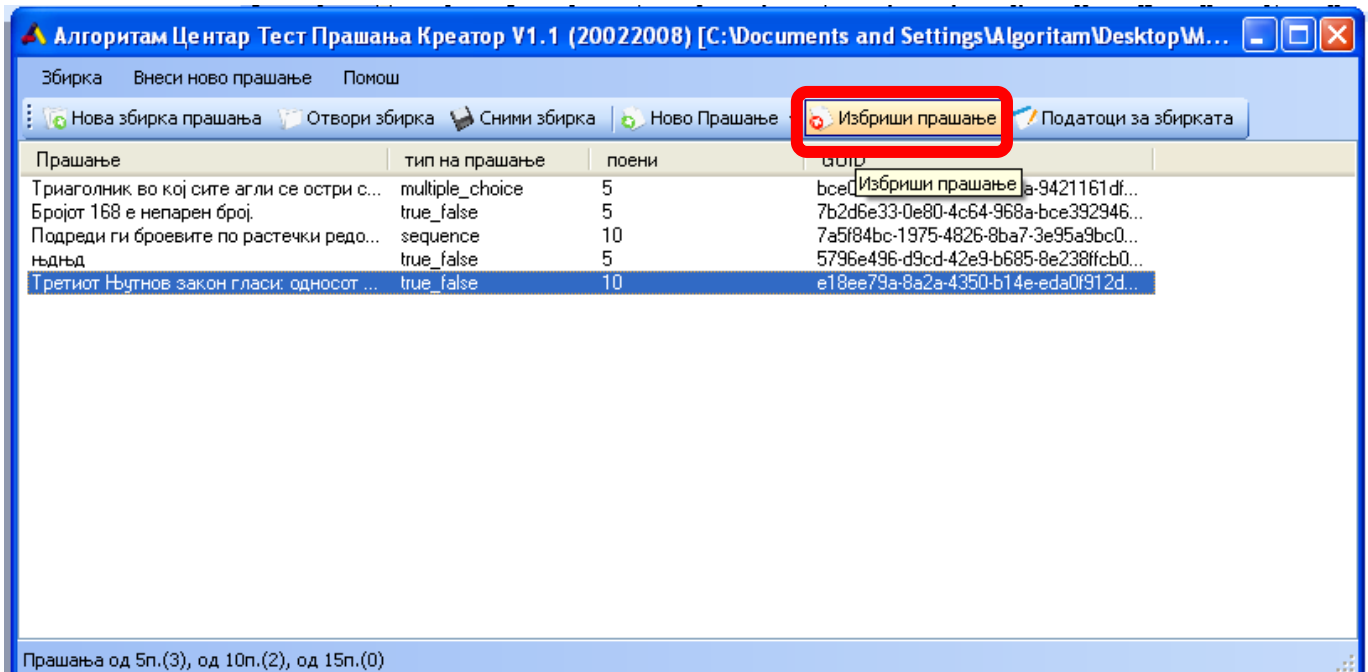 Алгоритам Центар Тест Прашања Креатор V1.1 (20022008) [C:\Documents and Settings\Algoritam\Desktop\М...
Збирка Внеси ново прашање Помош
Нова збирка прашања Отвори збирка Сними збирка Ново Прашање Избриши прашање Податоци за збирката
Прашање тип на прашање поени GUID
Триаголник во кој сите агли се остри с... multiple_choice 5 bce0 Избриши прашање a-9421161df...
Бројот 168 е непарен број. true_false 5 7b2d6e33-0e80-4c64-968a-bce392946...
Подреди ги броевите по растечки редо... sequence 10 7a5f84bc-1975-4826-8ba7-3e95a9bc0...
њдњд true_false 5 5796e496-d9cd-42e9-b685-8e238ffcb0...
Третиот Њутнов закон гласи: односот ... true_false 10 e18ee79a-8a2a-4350-b14e-eda0f912d...
Прашања од 5п.(3), од 10п.(2), од 15п.(0)